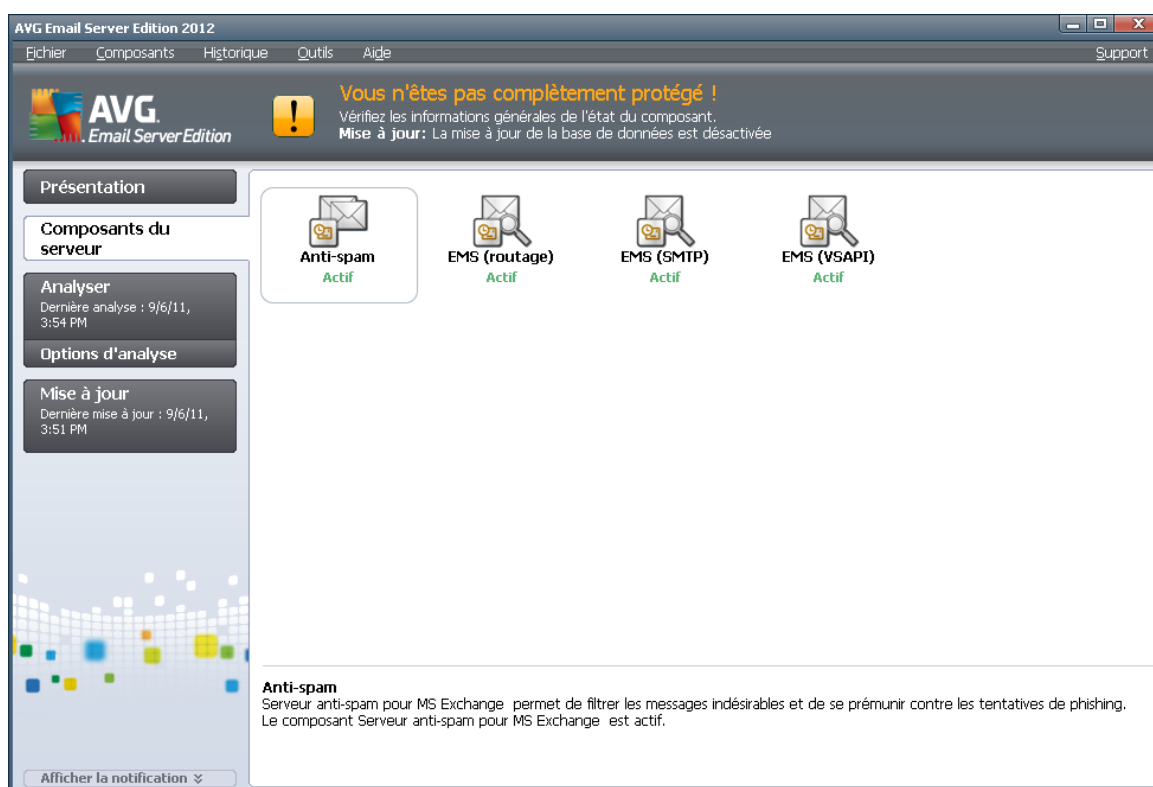 AVG Email Server Edition 2012
Fichier Composants Historique Outils Aide Support
AVG.
Email Server Edition
Vous n'êtes pas complètement protégé !
Vérifiez les informations générales de l'état du composant.
Mise à jour: La mise à jour de la base de données est désactivée
Présentation
Composants du
serveur
Analyser
Dernière analyse : 9/6/11,
3:54 PM
Options d'analyse
Mise à jour
Dernière mise à jour : 9/6/11,
3:51 PM
Afficher la notification
Anti-spam
Actif
EMS (routage)
Actif
EMS (SMTP)
Actif
EMS (VSAPI)
Actif
Anti-spam
Serveur anti-spam pour MS Exchange permet de filtrer les messages indésirables et de se prémunir contre les tentatives de phishing.
Le composant Serveur anti-spam pour MS Exchange est actif.